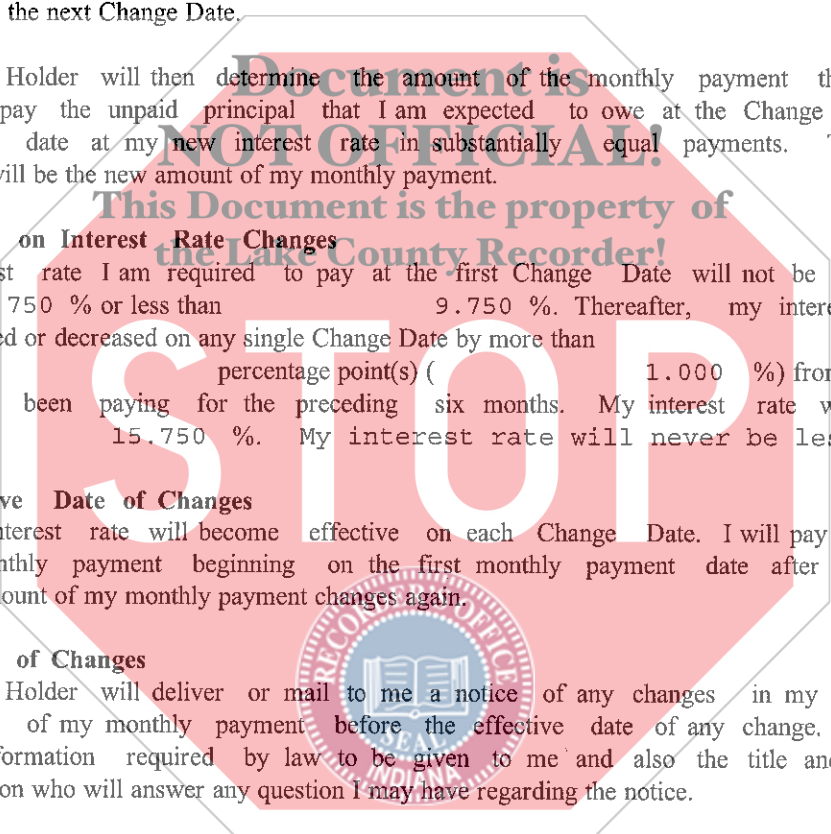 the next Change Date.
Holder will then determine the amount of the monthly payment th
pay the unpaid principal that I am expected to owe at the Change
date at my new interest rate in substantially equal payments. T
will be the new amount of my monthly payment.
on Interest Rate Changes
st rate I am required to pay at the first Change Date will not be
750 % or less than 9.750 %. Thereafter, my intere
ed or decreased on any single Change Date by more than
percentage point(s) ( 1.000 %) from
been paying for the preceding six months. My interest rate w
15.750 %. My interest rate will never be les
ve Date of Changes
nterest rate will become effective on each Change Date. I will pay
nthly payment beginning on the first monthly payment date after
ount of my monthly payment changes again.
of Changes
Holder will deliver or mail to me a notice of any changes in my
of my monthly payment before the effective date of any change.
formation required by law to be given to me and also the title and
on who will answer any question I may have regarding the notice.
Document is
NOT OFFICIAL!
This Document is the property of
the Lake County Recorder!
STOP
RECORDER'S OFFICE
SEAL
INDIANA